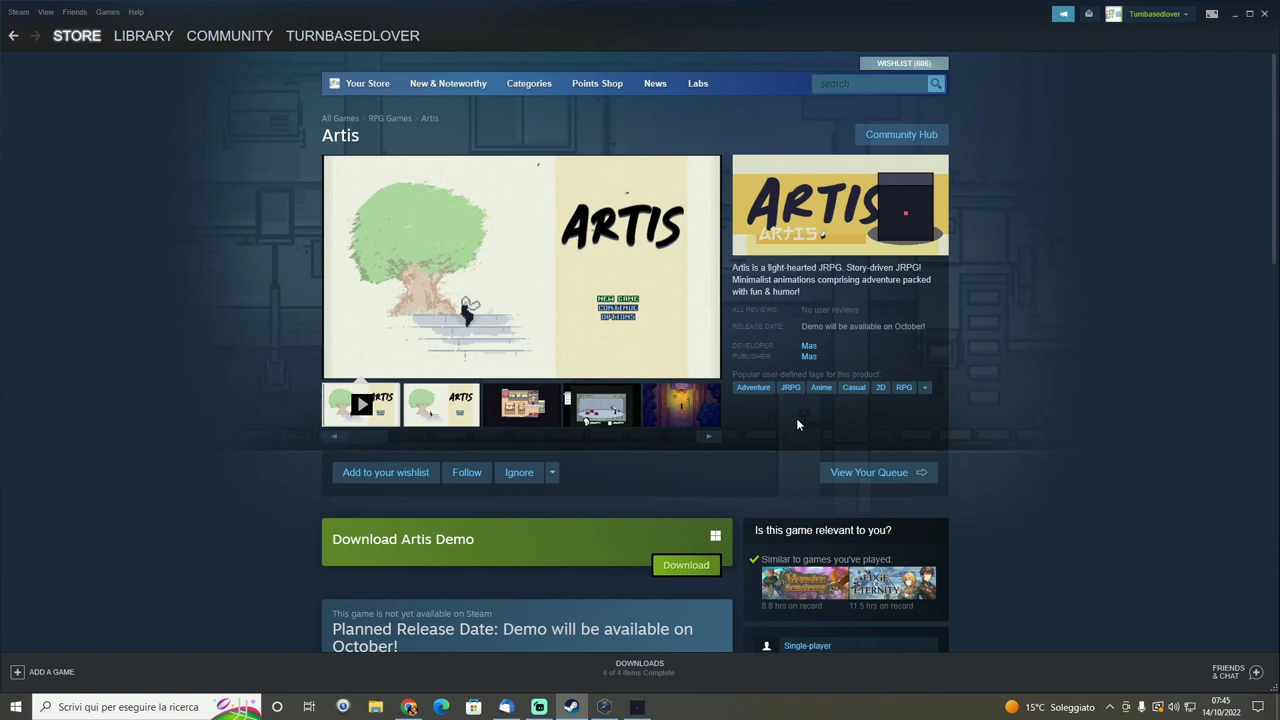 Steam View Friends Games Help
Turnbasedlover
STORE LIBRARY COMMUNITY TURNBASEDLOVER
WISHLIST (606)
Your Store New & Noteworthy Categories Points Shop News Labs search
All Games > RPG Games > Artis
Artis
Community Hub
ARTIS
NEW GAME
CONTINUE
OPTIONS
ARTIS
ARTIS
Artis is a light-hearted JRPG. Story-driven JRPG!
Minimalist animations comprising adventure packed
with fun & humor!
ALL REVIEWS: No user reviews
RELEASE DATE: Demo will be available on October!
DEVELOPER: Mas
PUBLISHER: Mas
Popular user-defined tags for this product:
Adventure JRPG Anime Casual 2D RPG +
ARTIS
ARTIS
Add to your wishlist Follow Ignore
View Your Queue
Download Artis Demo
Download
Is this game relevant to you?
Similar to games you've played:
EDGE OF ETERNITY
8.8 hrs on record 11.5 hrs on record
This game is not yet available on Steam
Planned Release Date: Demo will be available on
October!
Single-player
ADD A GAME
DOWNLOADS
4 of 4 Items Complete
FRIENDS
& CHAT
Scrivi qui per eseguire la ricerca
15°C Soleggiato
07:45
14/10/2022